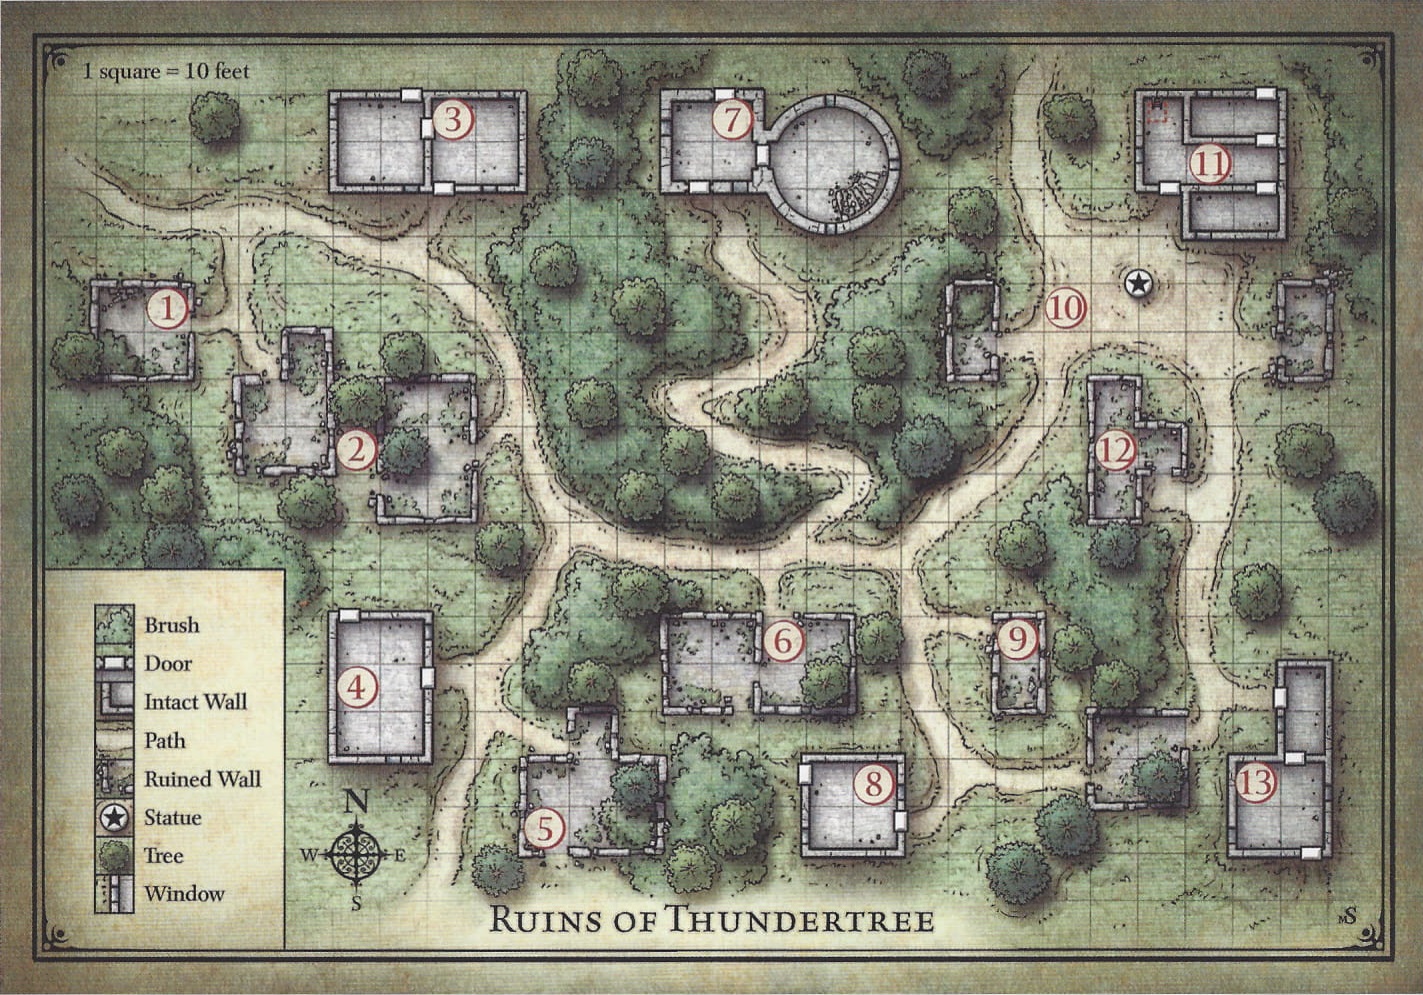 1 square = 10 feet
3
7
11
1
10
2
12
6
9
4
5
8
13
Brush
Door
Intact Wall
Path
Ruined Wall
Statue
Tree
Window
N
W E
S
RUINS OF THUNDERTREE
MS